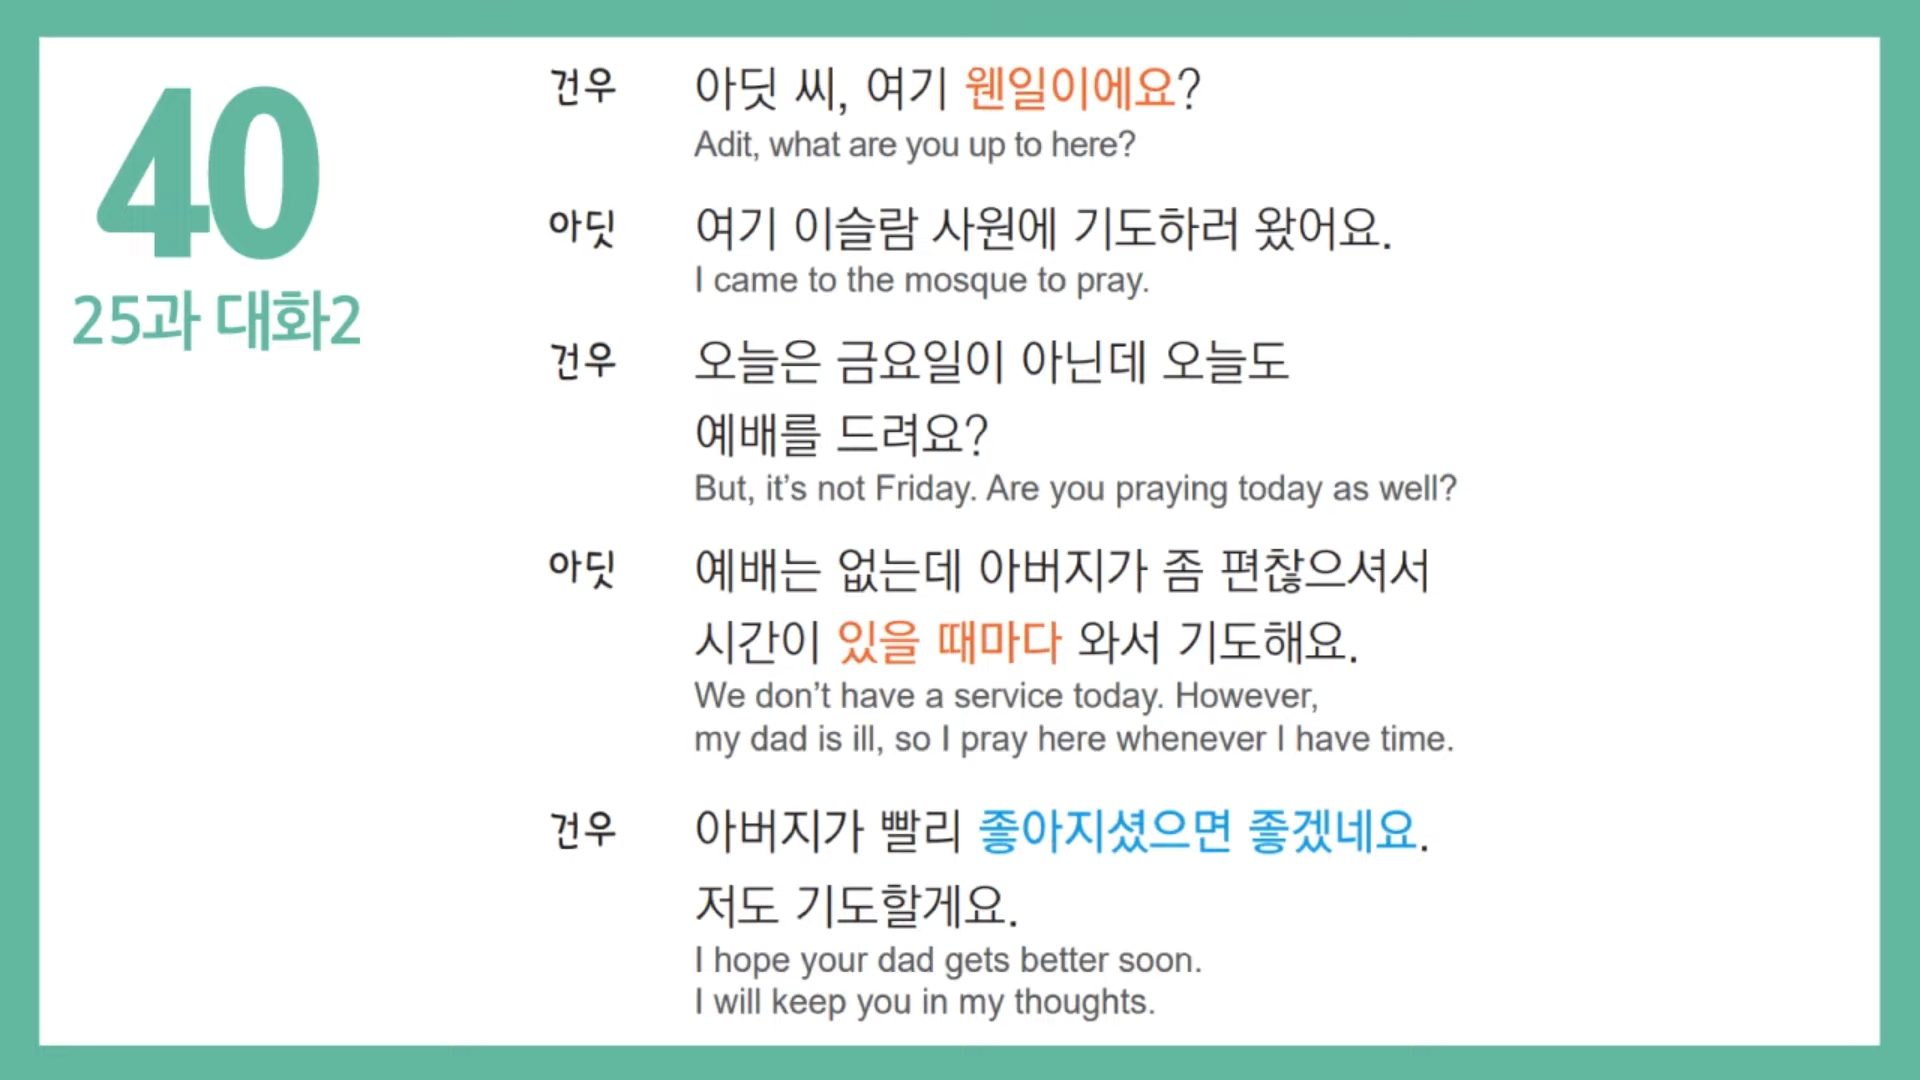 40
25과 대화2
건우 아딧 씨, 여기 웬일이에요?
Adit, what are you up to here?
아딧 여기 이슬람 사원에 기도하러 왔어요.
I came to the mosque to pray.
건우 오늘은 금요일이 아닌데 오늘도
예배를 드려요?
But, it’s not Friday. Are you praying today as well?
아딧 예배는 없는데 아버지가 좀 편찮으셔서
시간이 있을 때마다 와서 기도해요.
We don’t have a service today. However,
my dad is ill, so I pray here whenever I have time.
건우 아버지가 빨리 좋아지셨으면 좋겠네요.
저도 기도할게요.
I hope your dad gets better soon.
I will keep you in my thoughts.